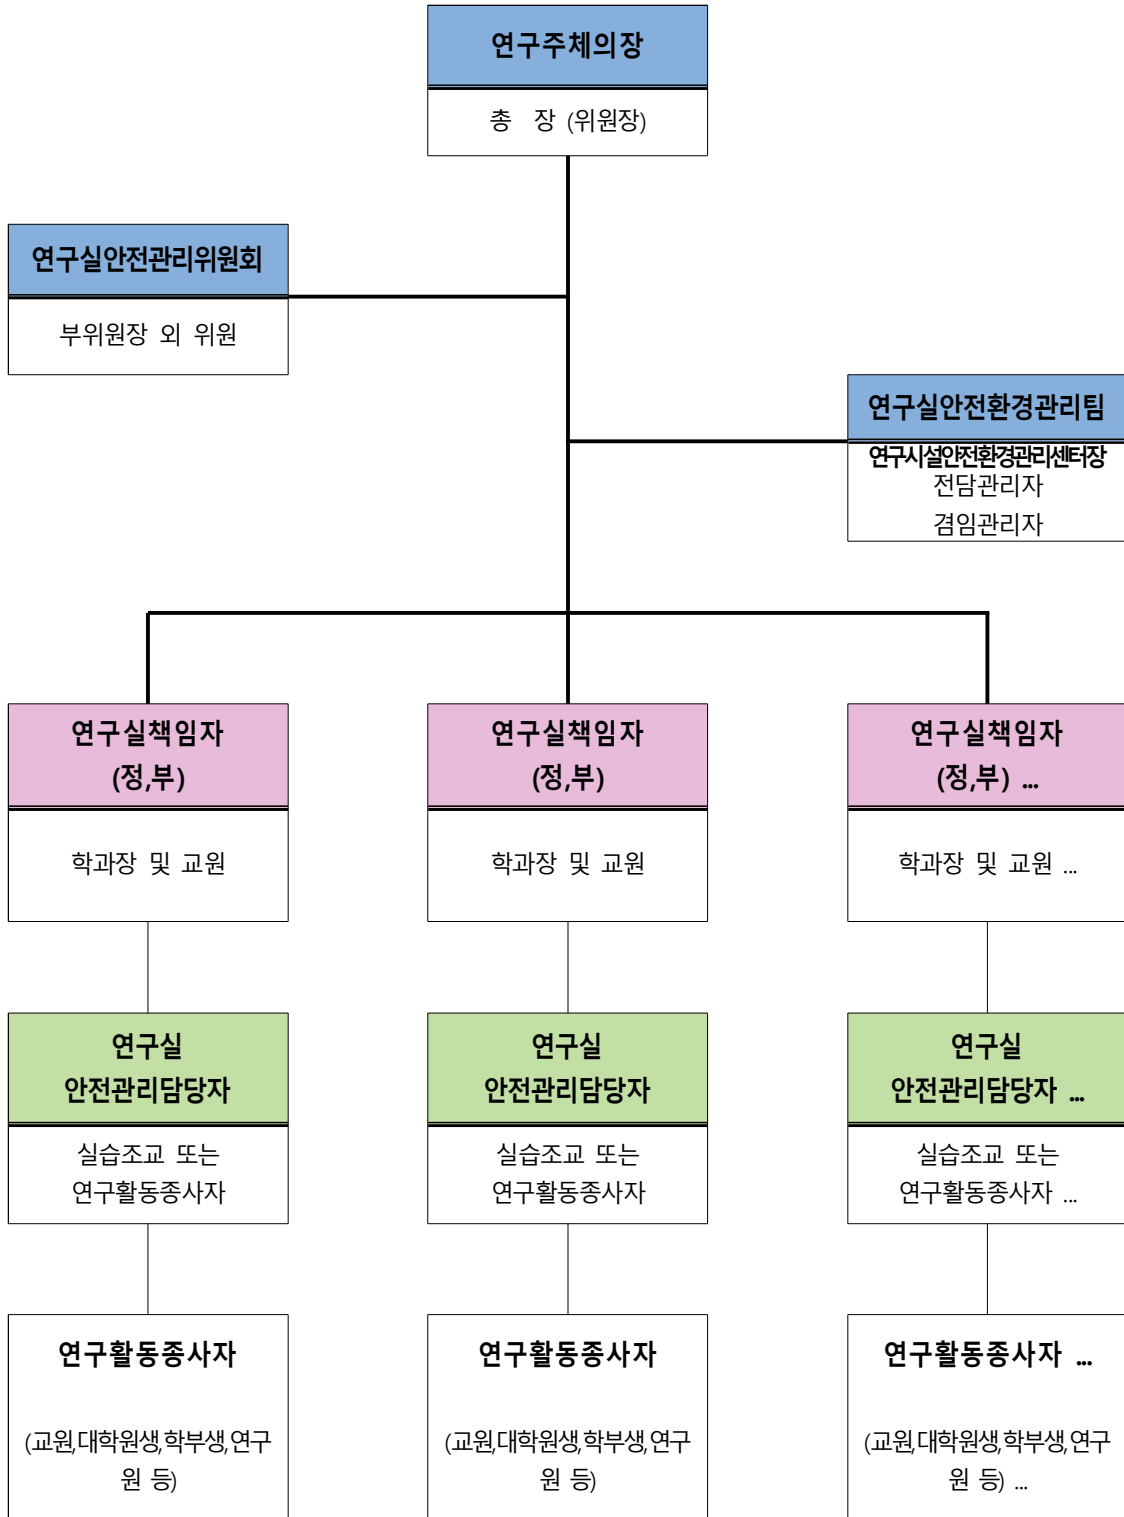 연구주체의장
총 장 (위원장)
연구실안전관리위원회
부위원장 외 위원
연구실안전환경관리팀
연구시설안전환경관리센터장
전담관리자
겸임관리자
연구실책임자
(정,부)
학과장 및 교원
연구실책임자
(정,부)
학과장 및 교원
연구실책임자
(정,부) ...
학과장 및 교원 ...
연구실
안전관리담당자
실습조교 또는
연구활동종사자
연구실
안전관리담당자
실습조교 또는
연구활동종사자
연구실
안전관리담당자 ...
실습조교 또는
연구활동종사자 ...
연구활동종사자
(교원,대학원생,학부생,연구
원 등)
연구활동종사자
(교원,대학원생,학부생,연구
원 등)
연구활동종사자 ...
(교원,대학원생,학부생,연구
원 등) ...